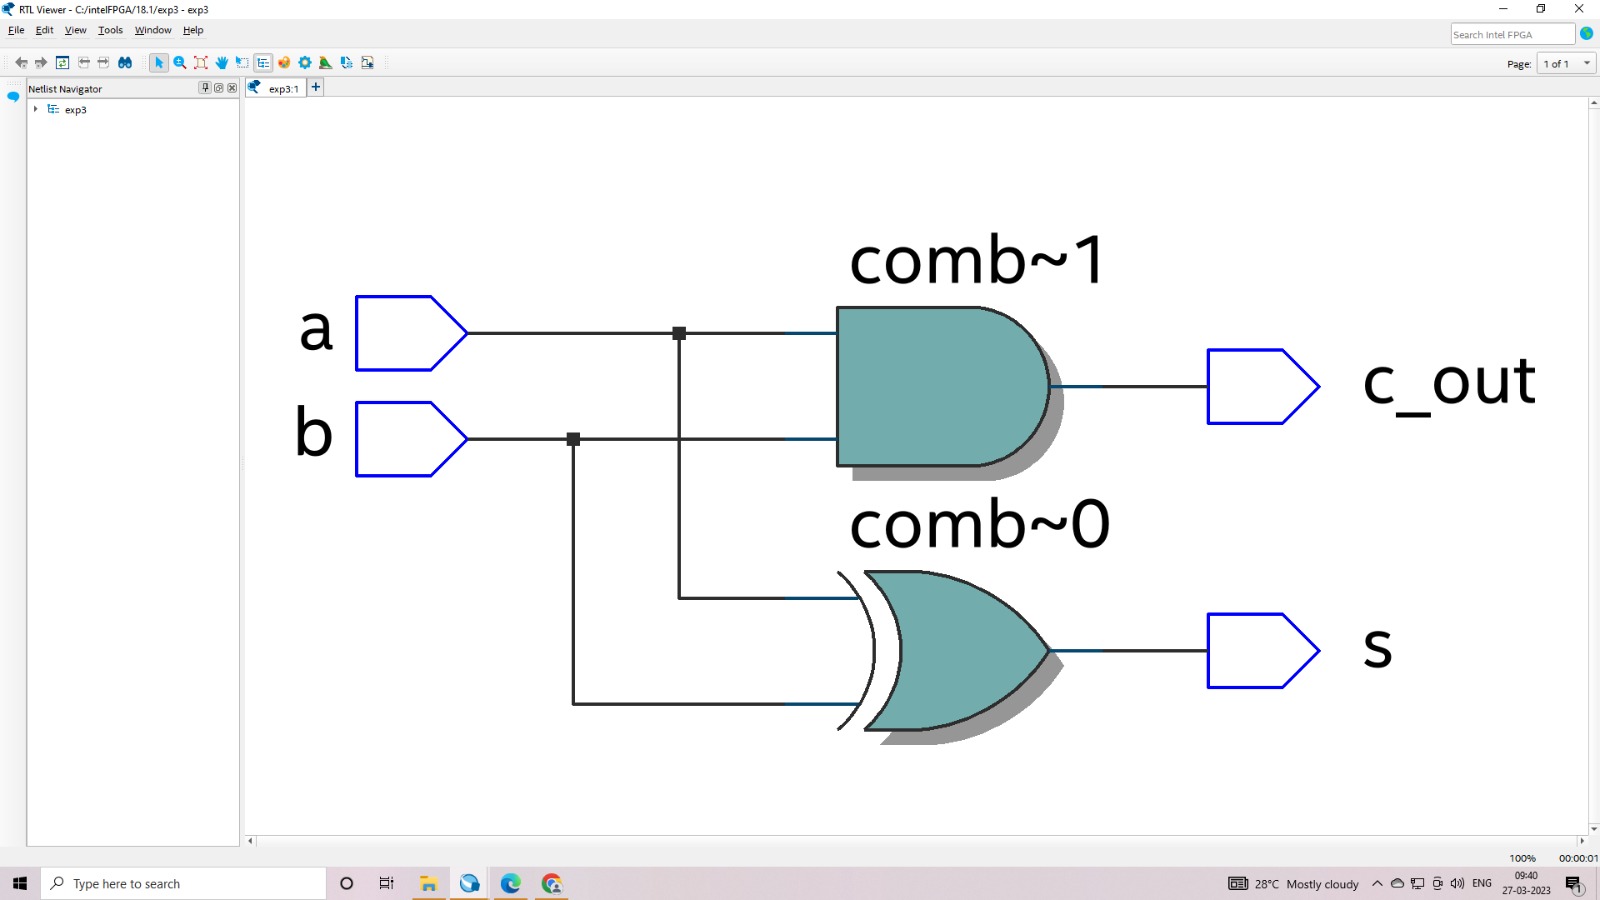 RTL Viewer - C:/intelFPGA/18.1/exp3 - exp3
File Edit View Tools Window Help
Search Intel FPGA
Page: 1 of 1
Netlist Navigator
exp3:1
exp3
comb~1
a
c_out
b
comb~0
s
100% 00:00:01
Type here to search
28°C Mostly cloudy
ENG
09:40
27-03-2023
1